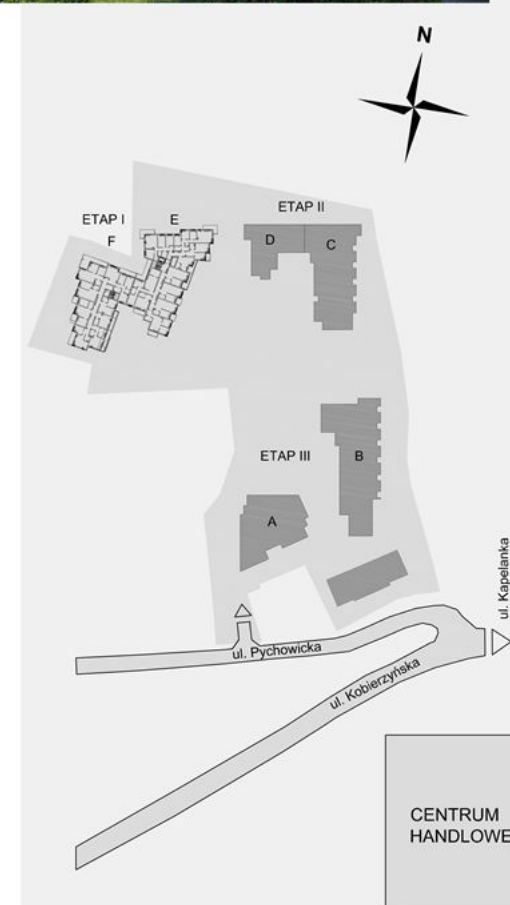 N
ETAP II
ETAP I
E
F
D
C
ETAP III
B
A
ul. Kapelanka
ul. Pychowicka
ul. Kobierzyńska
CENTRUM
HANDLOWE